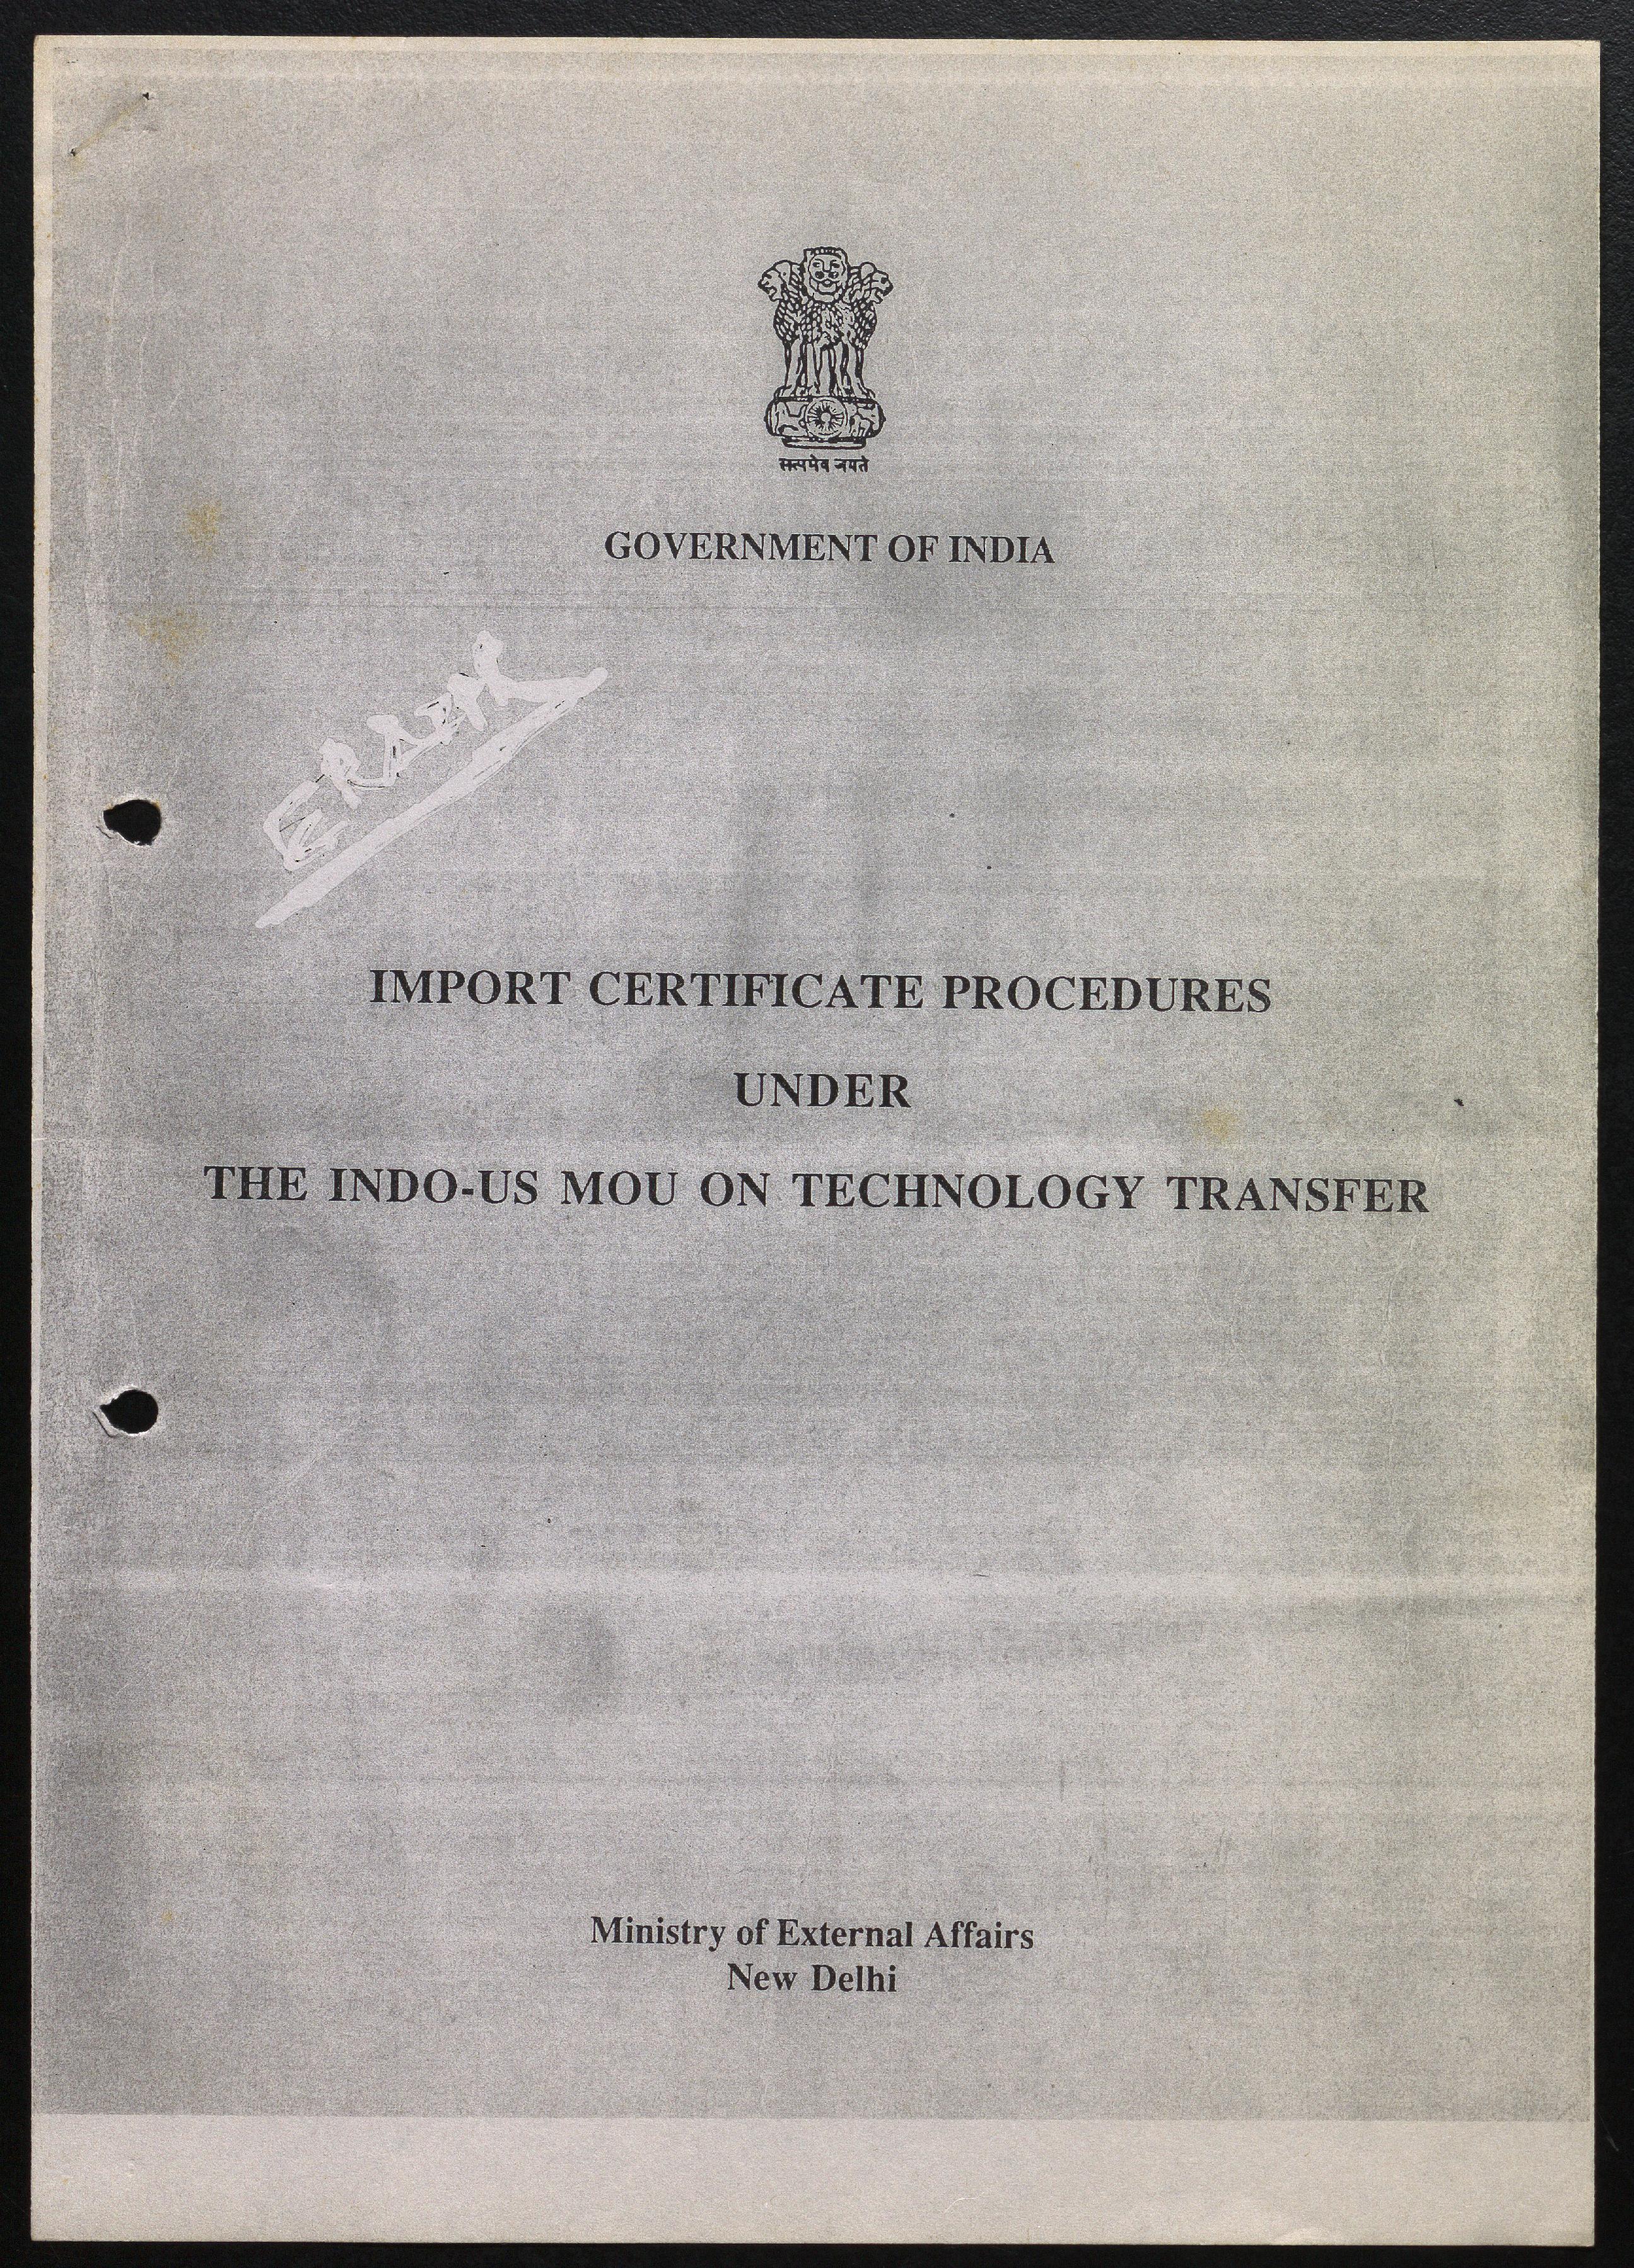 सत्यमेव जयते
GOVERNMENT OF INDIA
IMPORT CERTIFICATE PROCEDURES
UNDER
THE INDO-US MOU ON TECHNOLOGY TRANSFER
Ministry of External Affairs
New Delhi